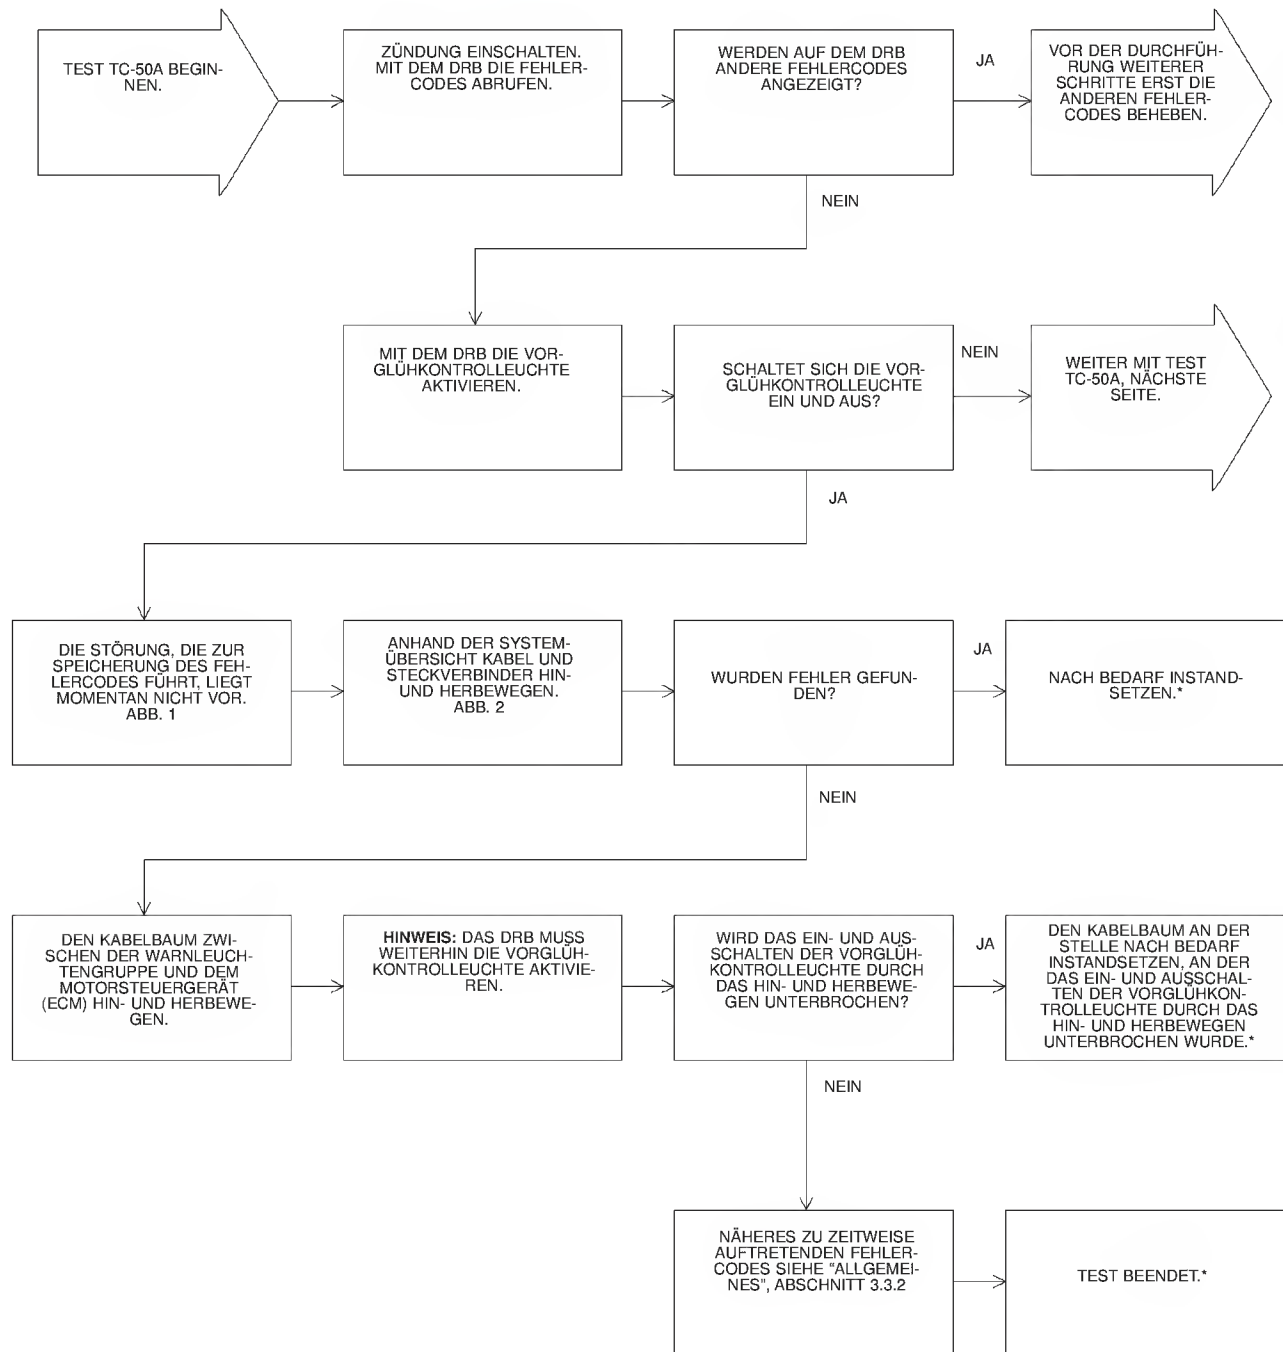 TEST TC-50A BEGIN-
NEN.
ZÜNDUNG EINSCHALTEN.
MIT DEM DRB DIE FEHLER-
CODES ABRUFEN.
WERDEN AUF DEM DRB
ANDERE FEHLERCODES
ANGEZEIGT?
JA
VOR DER DURCHFÜH-
RUNG WEITERER
SCHRITTE ERST DIE
ANDEREN FEHLER-
CODES BEHEBEN.
NEIN
MIT DEM DRB DIE VOR-
GLÜHKONTROLLEUCHTE
AKTIVIEREN.
SCHALTET SICH DIE VOR-
GLÜHKONTROLLEUCHTE
EIN UND AUS?
NEIN
WEITER MIT TEST
TC-50A, NÄCHSTE
SEITE.
JA
DIE STÖRUNG, DIE ZUR
SPEICHERUNG DES FEH-
LERCODES FÜHRT, LIEGT
MOMENTAN NICHT VOR.
ABB. 1
ANHAND DER SYSTEM-
ÜBERSICHT KABEL UND
STECKVERBINDER HIN-
UND HERBEWEGEN.
ABB. 2
WURDEN FEHLER GEFUN-
DEN?
JA
NACH BEDARF INSTAND-
SETZEN.*
NEIN
DEN KABELBAUM ZWI-
SCHEN DER WARNLEUCH-
TENGRUPPE UND DEM
MOTORSTEUERGERÄT
(ECM) HIN- UND HERBEWE-
GEN.
HINWEIS: DAS DRB MUSS
WEITERHIN DIE VORGLÜH-
KONTROLLEUCHTE AKTIVIE-
REN.
WIRD DAS EIN- UND AUS-
SCHALTEN DER VORGLÜH-
KONTROLLEUCHTE DURCH
DAS HIN- UND HERBEWE-
GEN UNTERBROCHEN?
JA
DEN KABELBAUM AN DER
STELLE NACH BEDARF
INSTANDSETZEN, AN DER
DAS EIN- UND AUSSCHAL-
TEN DER VORGLÜHKON-
TROLLEUCHTE DURCH DAS
HIN- UND HERBEWEGEN
UNTERBROCHEN WURDE.*
NEIN
NÄHERES ZU ZEITWEISE
AUFTRETENDEN FEHLER-
CODES SIEHE “ALLGEMEI-
NES”, ABSCHNITT 3.3.2
TEST BEENDET.*